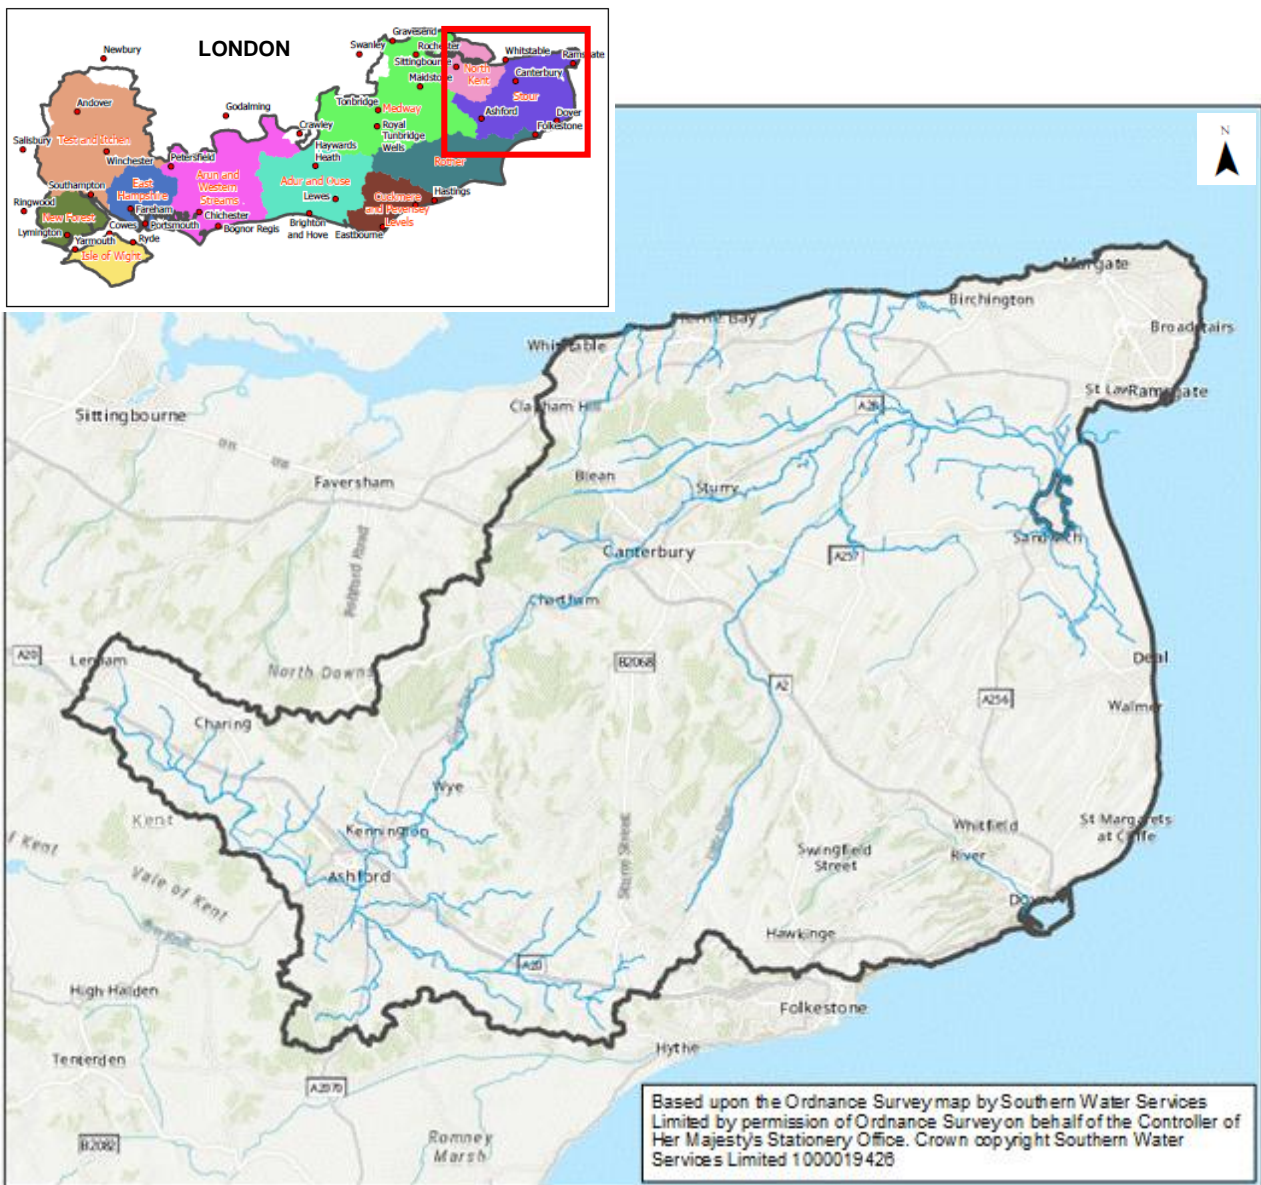 LONDON
Newbury
Gravesend
Swanley
Rochester
Whitstable
Ramsgate
Sittingbourne
North
Kent
Canterbury
Maidstone
Stour
Andover
Godalming
Tonbridge
Medway
Ashford
Dover
Crawley
Royal
Tunbridge
Wells
Folkestone
Salisbury
Test and Itchen
Haywards
Heath
Winchester
Petersfield
Rother
East
Hampshire
Arun and
Western
Streams
Adur and Ouse
Southampton
Lewes
Cuckmere
and Pevensey
Levels
Hastings
Ringwood
New Forest
Fareham
Chichester
Lymington
Cowes
Portsmouth
Bognor Regis
Brighton
and Hove
Eastbourne
Yarmouth
Ryde
Isle of Wight
N
Margate
Birchington
Herne Bay
Broadstairs
Whitstable
St Law
Ramsgate
Clapham Hill
A28
Sittingbourne
Blean
Faversham
Sturry
Sandwich
Canterbury
A257
Chartham
A20
Lenham
North Downs
B2068
Deal
A2
A256
Walmer
Charing
Wye
Kent
Kennington
Whitfield
St Margarets
at Cliffe
f Kent
Stone Street
Swingfield
Street
River
Ashford
Vale of Kent
Dov
Hawkinge
A20
High Halden
Folkestone
Hythe
Tenterden
A2070
B2082
Romney
Marsh
Based upon the Ordnance Survey map by Southern Water Services
Limited by permission of Ordnance Survey on behalf of the Controller of
Her Majesty's Stationery Office. Crown copyright Southern Water
Services Limited 1000019426